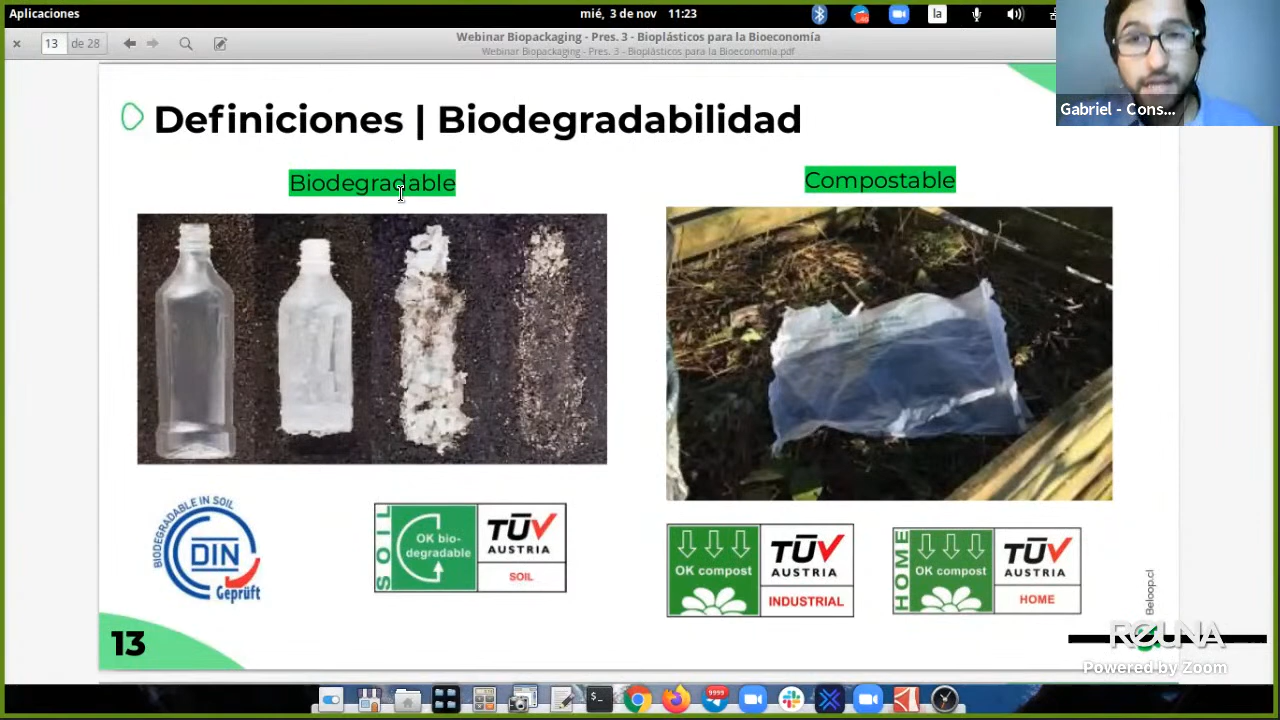 Aplicaciones
mié, 3 de nov 11:23
la
13 de 28
Webinar Biopackaging - Pres. 3 - Bioplásticos para la Bioeconomía
Webinar Biopackaging - Pres. 3 - Bioplásticos para la Bioeconomía.pdf
Gabriel - Cons...
Definiciones | Biodegradabilidad
Biodegradable
Compostable
BIODEGRADABLE IN SOIL
DIN
Geprüft
SOIL
OK bio-
degradable
TÜV
AUSTRIA
SOIL
OK compost
TÜV
AUSTRIA
INDUSTRIAL
HOME
OK compost
TÜV
AUSTRIA
HOME
Beloop.cl
13
REUNA
Powered by Zoom
9999